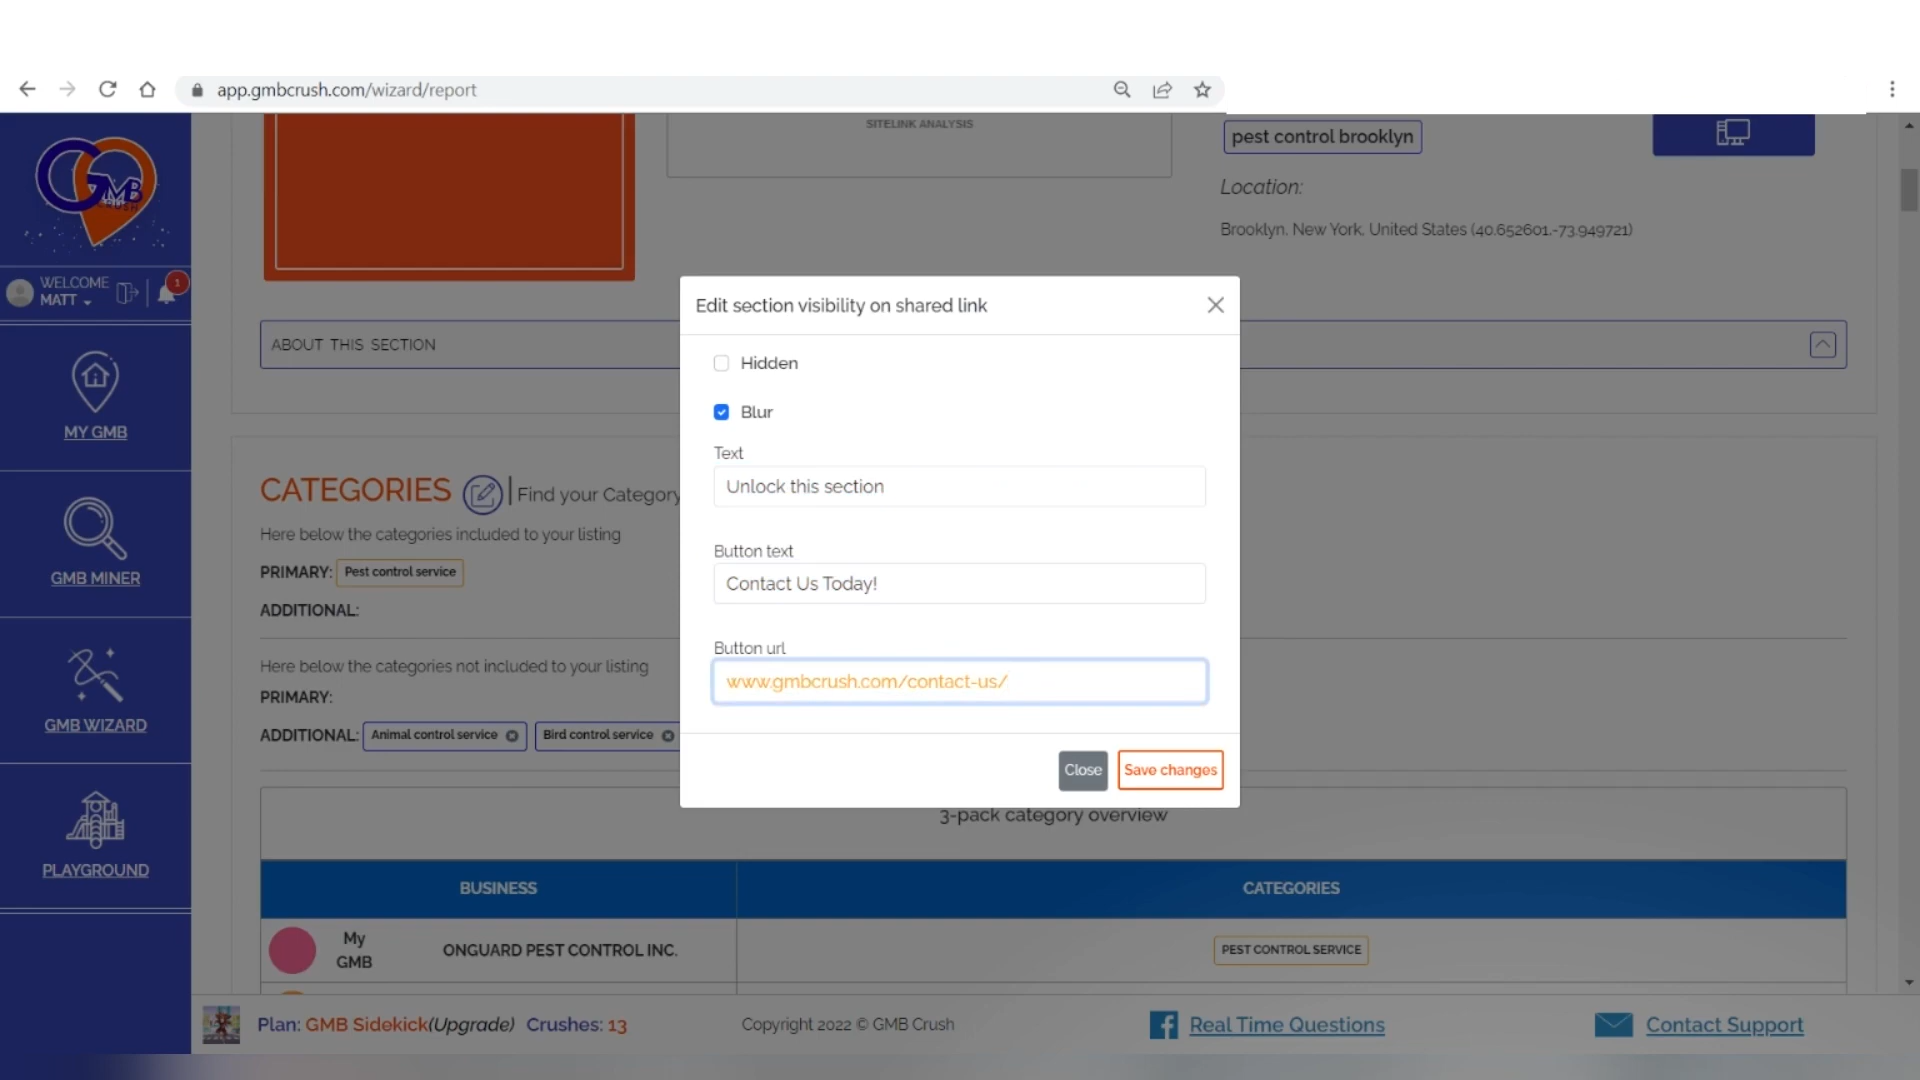 app.gmbcrush.com/wizard/report
GMB
CRUSH
SITELINK ANALYSIS
pest control brooklyn
Location:
Brooklyn, New York, United States (40.652601,-73.949721)
WELCOME
MATT
1
ABOUT THIS SECTION
MY GMB
GMB MINER
GMB WIZARD
PLAYGROUND
Edit section visibility on shared link
Hidden
Blur
Text
Unlock this section
Button text
Contact Us Today!
Button url
www.gmbcrush.com/contact-us/
Close
Save changes
CATEGORIES
Find your Category
Here below the categories included to your listing
PRIMARY: Pest control service
ADDITIONAL:
Here below the categories not included to your listing
PRIMARY:
ADDITIONAL: Animal control service Bird control service
3-pack category overview
BUSINESS CATEGORIES
My GMB ONGUARD PEST CONTROL INC. PEST CONTROL SERVICE
Plan: GMB Sidekick(Upgrade) Crushes: 13
Copyright 2022 © GMB Crush
Real Time Questions
Contact Support